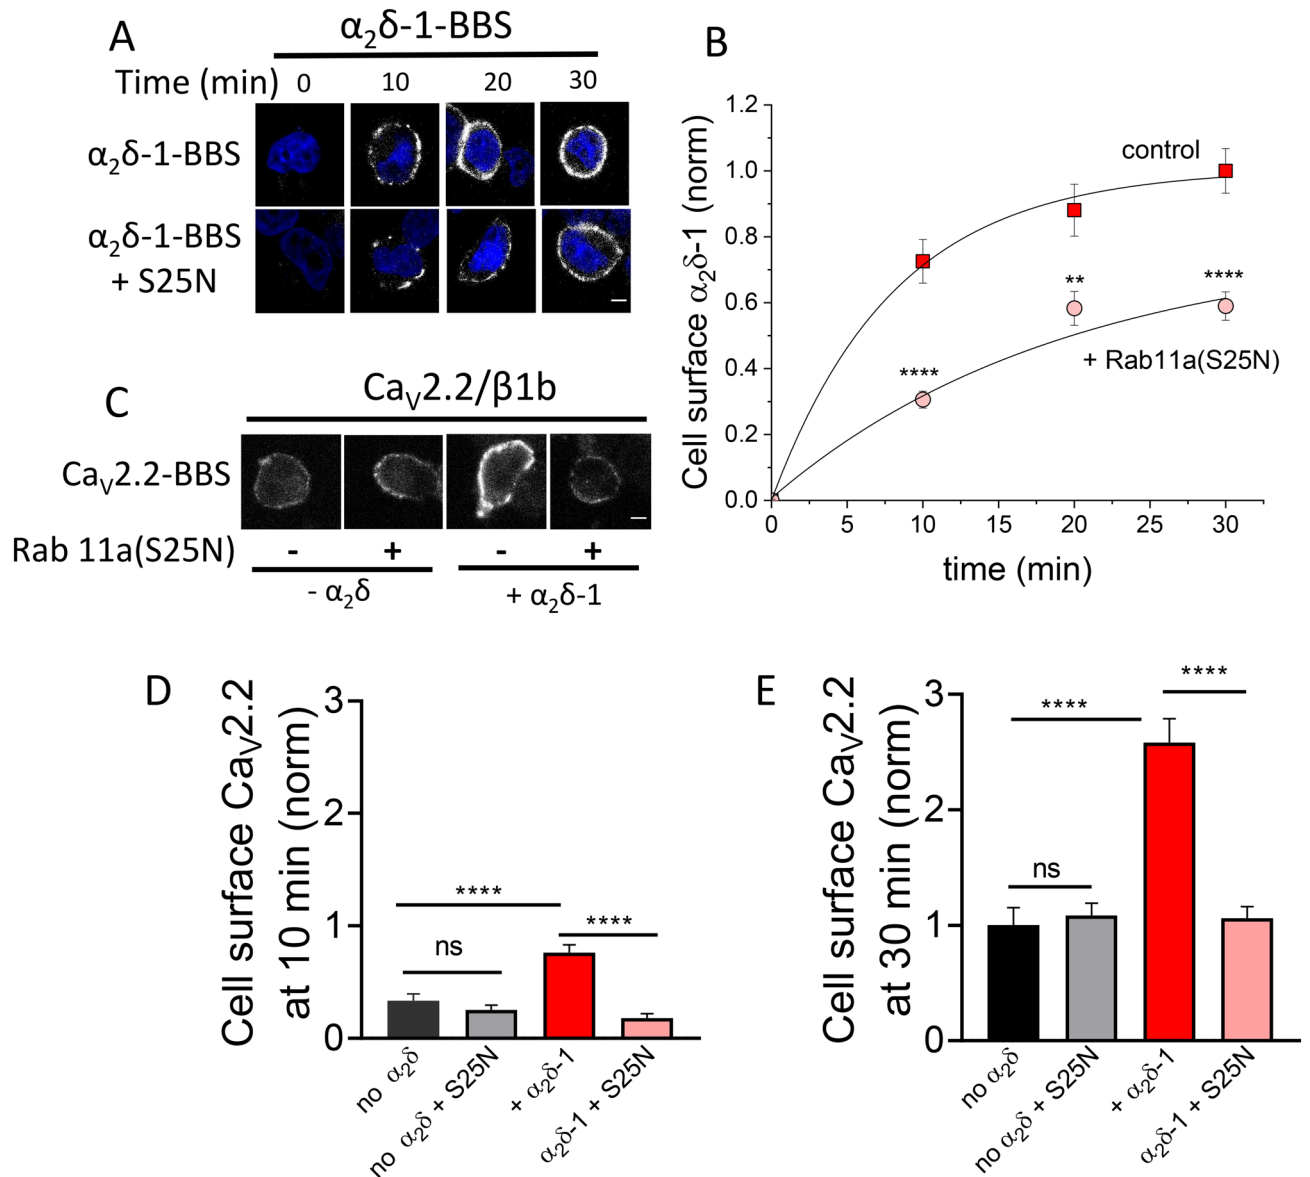 A
α₂δ-1-BBS
Time (min) 0 10 20 30
α₂δ-1-BBS
α₂δ-1-BBS
+ S25N
B
Cell surface α₂δ-1 (norm)
1.2
1.0
0.8
0.6
0.4
0.2
0.0
control
**
****
****
+ Rab11a(S25N)
0 5 10 15 20 25 30
time (min)
C
Caᵥ2.2/β1b
Caᵥ2.2-BBS
Rab 11a(S25N) - + - +
- α₂δ + α₂δ-1
D
Cell surface Caᵥ2.2
at 10 min (norm)
3
2
1
0
****
****
ns
no α₂δ
no α₂δ + S25N
+ α₂δ-1
α₂δ-1 + S25N
E
Cell surface Caᵥ2.2
at 30 min (norm)
3
2
1
0
****
****
ns
no α₂δ
no α₂δ + S25N
+ α₂δ-1
α₂δ-1 + S25N